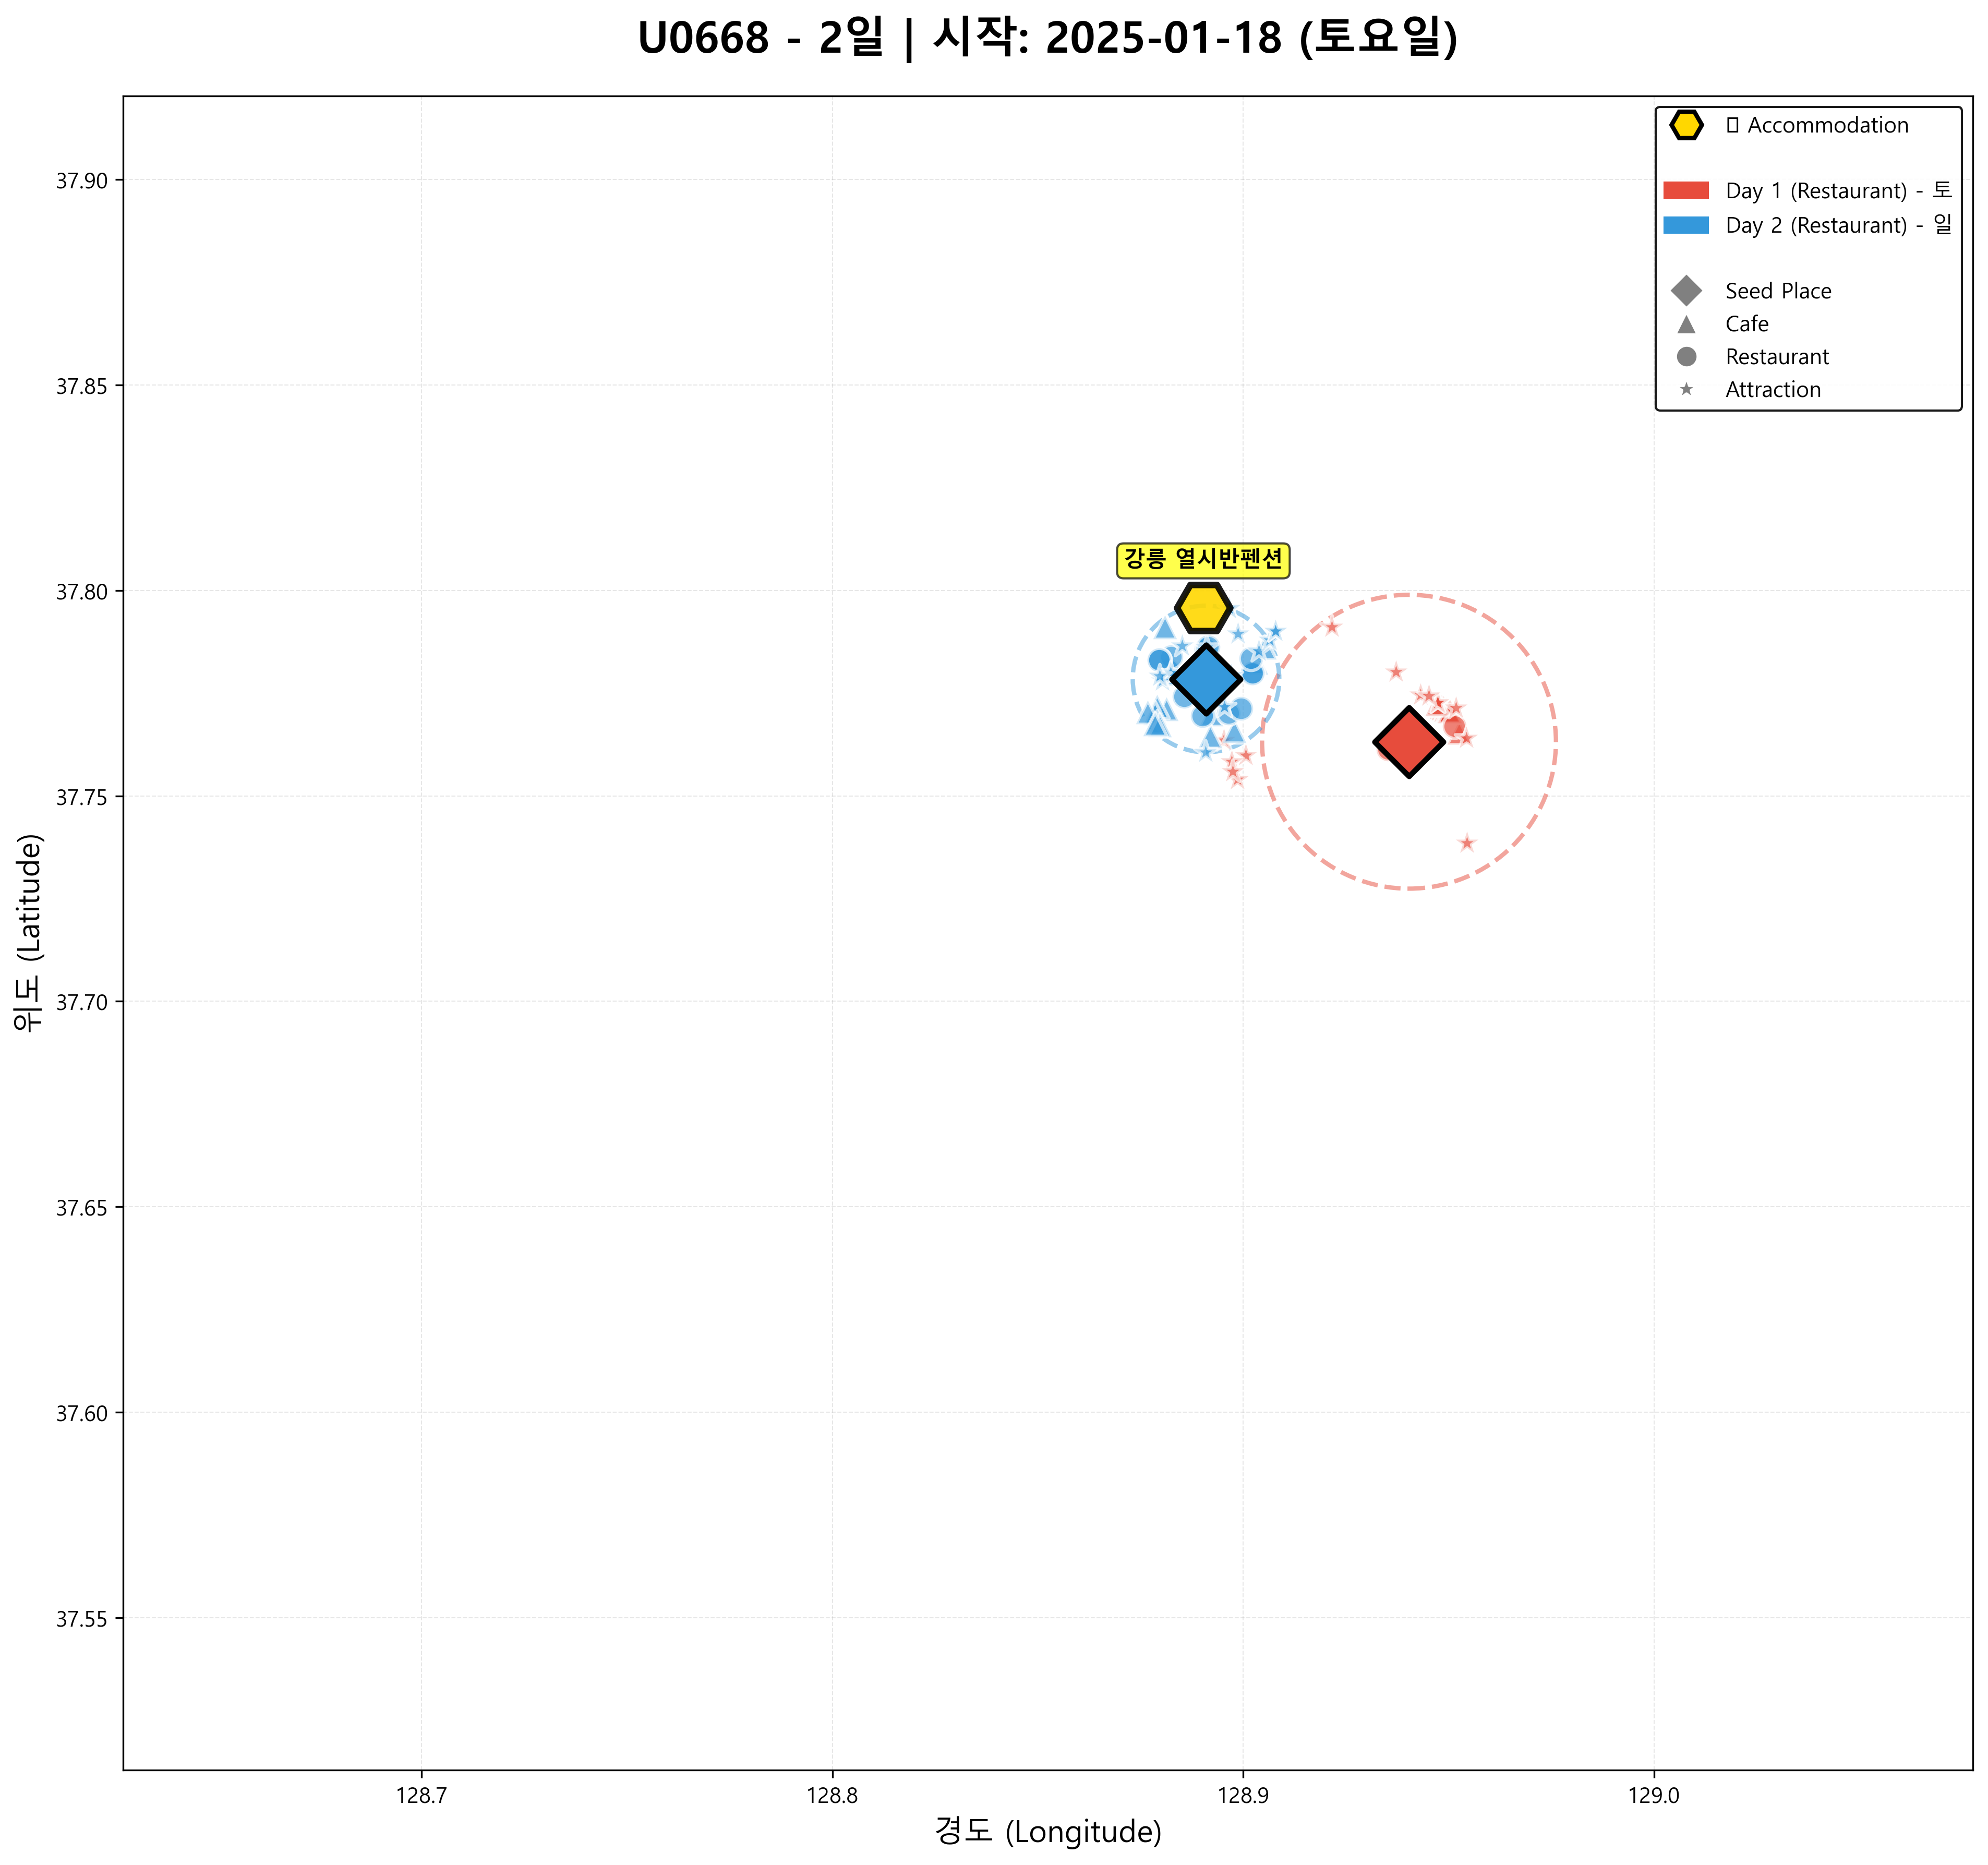 U0668 - 2일 | 시작: 2025-01-18 (토요일)
Accommodation
Day 1 (Restaurant) - 토
Day 2 (Restaurant) - 일
Seed Place
Cafe
Restaurant
Attraction
강릉 열시반펜션
위도 (Latitude)
37.90
37.85
37.80
37.75
37.70
37.65
37.60
37.55
128.7
128.8
128.9
129.0
경도 (Longitude)